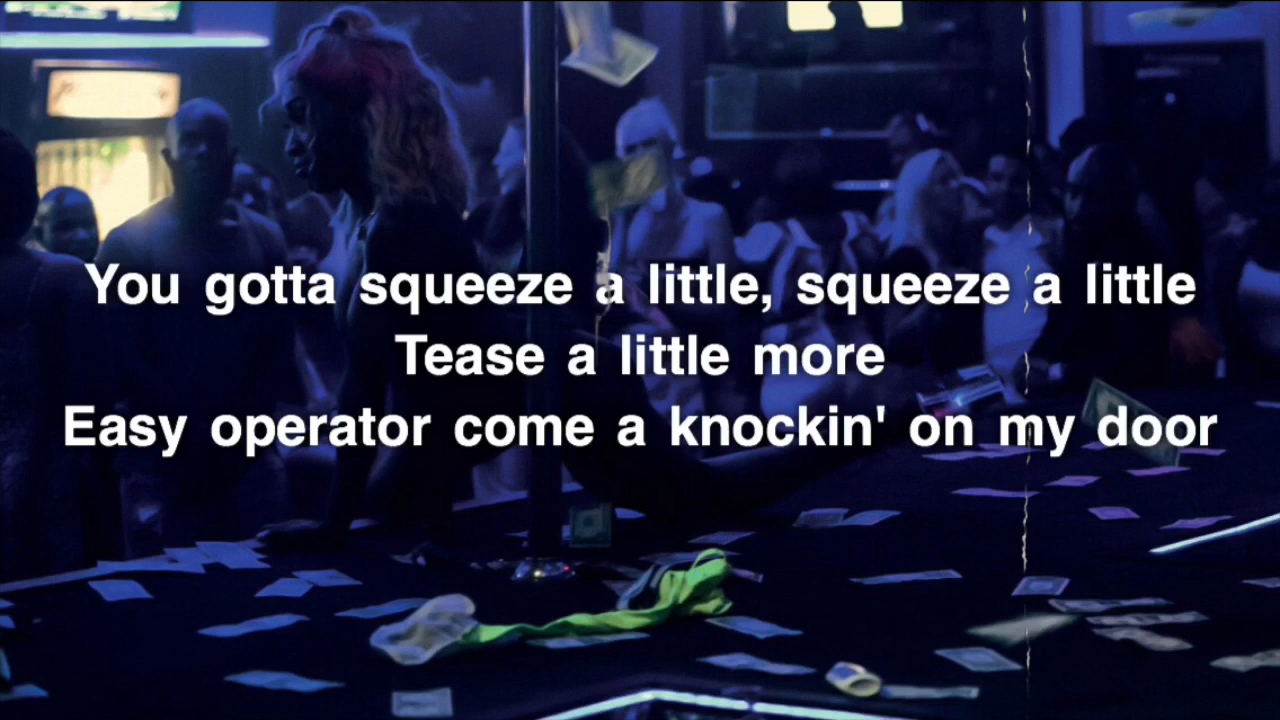 You gotta squeeze a little, squeeze a little
Tease a little more
Easy operator come a knockin' on my door